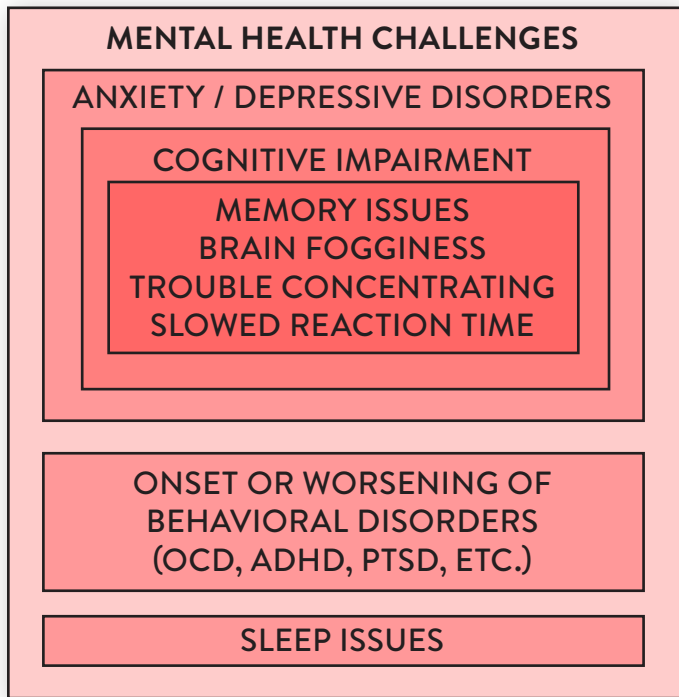 MENTAL HEALTH CHALLENGES
ANXIETY / DEPRESSIVE DISORDERS
COGNITIVE IMPAIRMENT
MEMORY ISSUES
BRAIN FOGGINESS
TROUBLE CONCENTRATING
SLOWED REACTION TIME
ONSET OR WORSENING OF
BEHAVIORAL DISORDERS
(OCD, ADHD, PTSD, ETC.)
SLEEP ISSUES